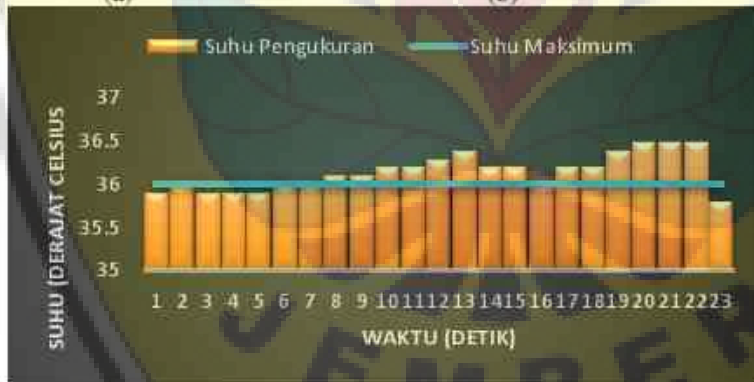 Suhu Pengukuran Suhu Maksimum
37
36.5
36
35.5
35
SUHU (DERAJAT CELSIUS
1 2 3 4 5 6 7 8 9 10 11 12 13 14 15 16 17 18 19 20 21 22 23
WAKTU (DETIK)
JEMBER